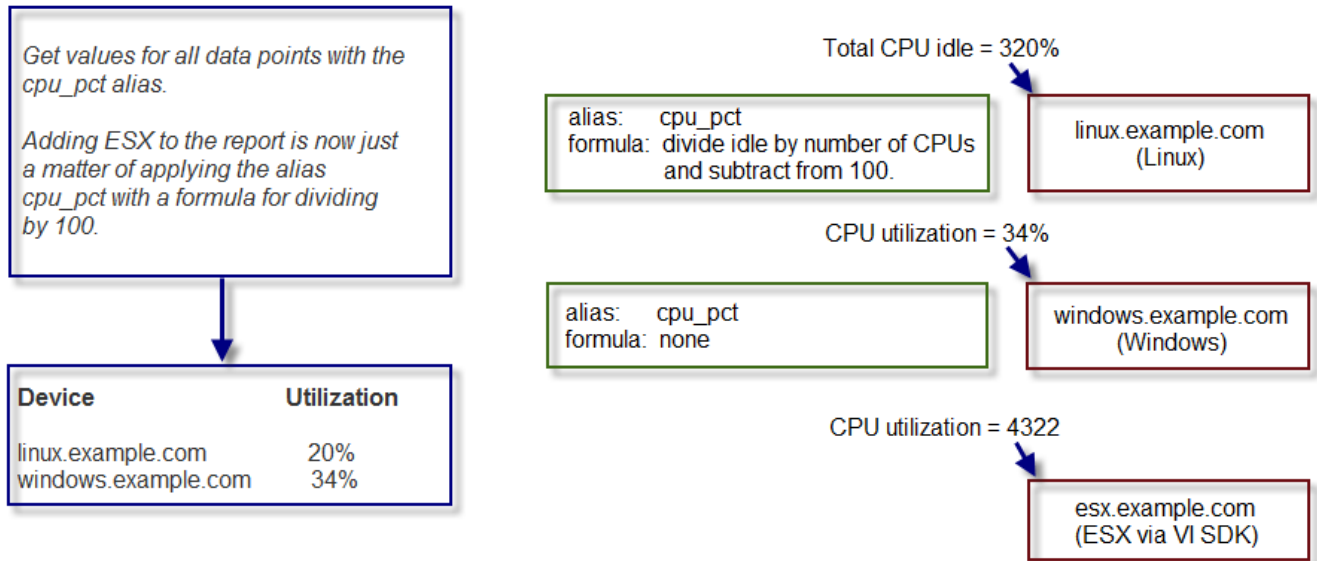 Get values for all data points with the
cpu_pct alias.
Adding ESX to the report is now just
a matter of applying the alias
cpu_pct with a formula for dividing
by 100.
Device Utilization
linux.example.com 20%
windows.example.com 34%
Total CPU idle = 320%
alias: cpu_pct
formula: divide idle by number of CPUs
and subtract from 100.
linux.example.com
(Linux)
CPU utilization = 34%
alias: cpu_pct
formula: none
windows.example.com
(Windows)
CPU utilization = 4322
esx.example.com
(ESX via VI SDK)